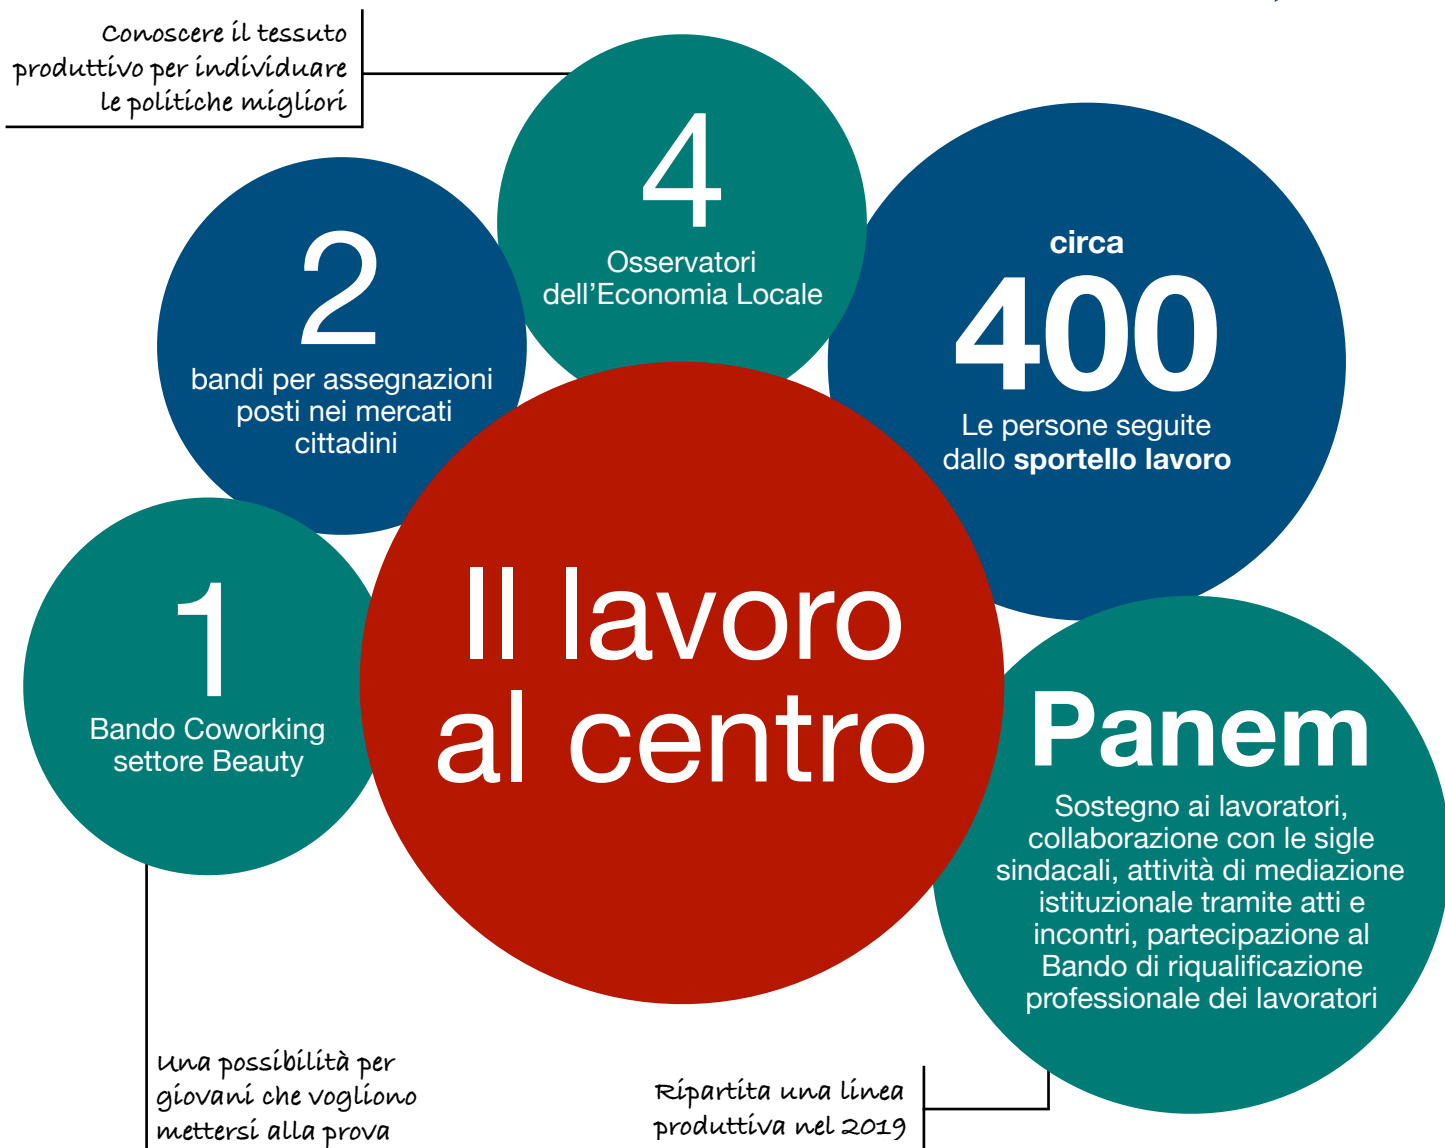 Conoscere il tessuto
produttivo per individuare
le politiche migliori
4
Osservatori
dell'Economia Locale
2
bandi per assegnazioni
posti nei mercati
cittadini
circa
400
Le persone seguite
dallo sportello lavoro
1
Bando Coworking
settore Beauty
Il lavoro
al centro
Panem
Sostegno ai lavoratori,
collaborazione con le sigle
sindacali, attività di mediazione
istituzionale tramite atti e
incontri, partecipazione al
Bando di riqualificazione
professionale dei lavoratori
Una possibilità per
giovani che vogliono
mettersi alla prova
Ripartita una linea
produttiva nel 2019